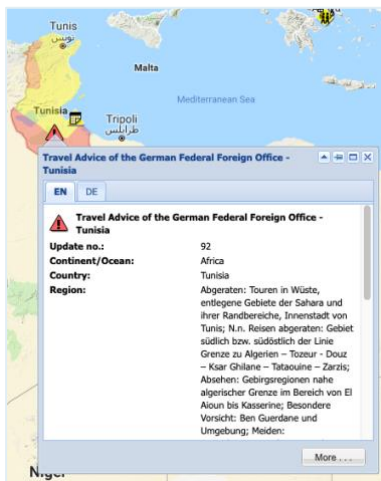 Tunis
تونس
Malta
Mediterranean Sea
Tunisia
Tripoli
طرابلس
Travel Advice of the German Federal Foreign Office -
Tunisia
EN
DE
Travel Advice of the German Federal Foreign Office -
Tunisia
Update no.: 92
Continent/Ocean: Africa
Country: Tunisia
Region: Abgeraten: Touren in Wüste,
entlegene Gebiete der Sahara und
ihrer Randbereiche, Innenstadt von
Tunis; N.n. Reisen abgeraten: Gebiet
südlich bzw. südöstlich der Linie
Grenze zu Algerien – Tozeur - Douz
– Ksar Ghilane – Tataouine – Zarzis;
Absehen: Gebirgsregionen nahe
algerischer Grenze im Bereich von El
Aioun bis Kasserine; Besondere
Vorsicht: Ben Guerdane und
Umgebung; Meiden:
More . . .
Niger